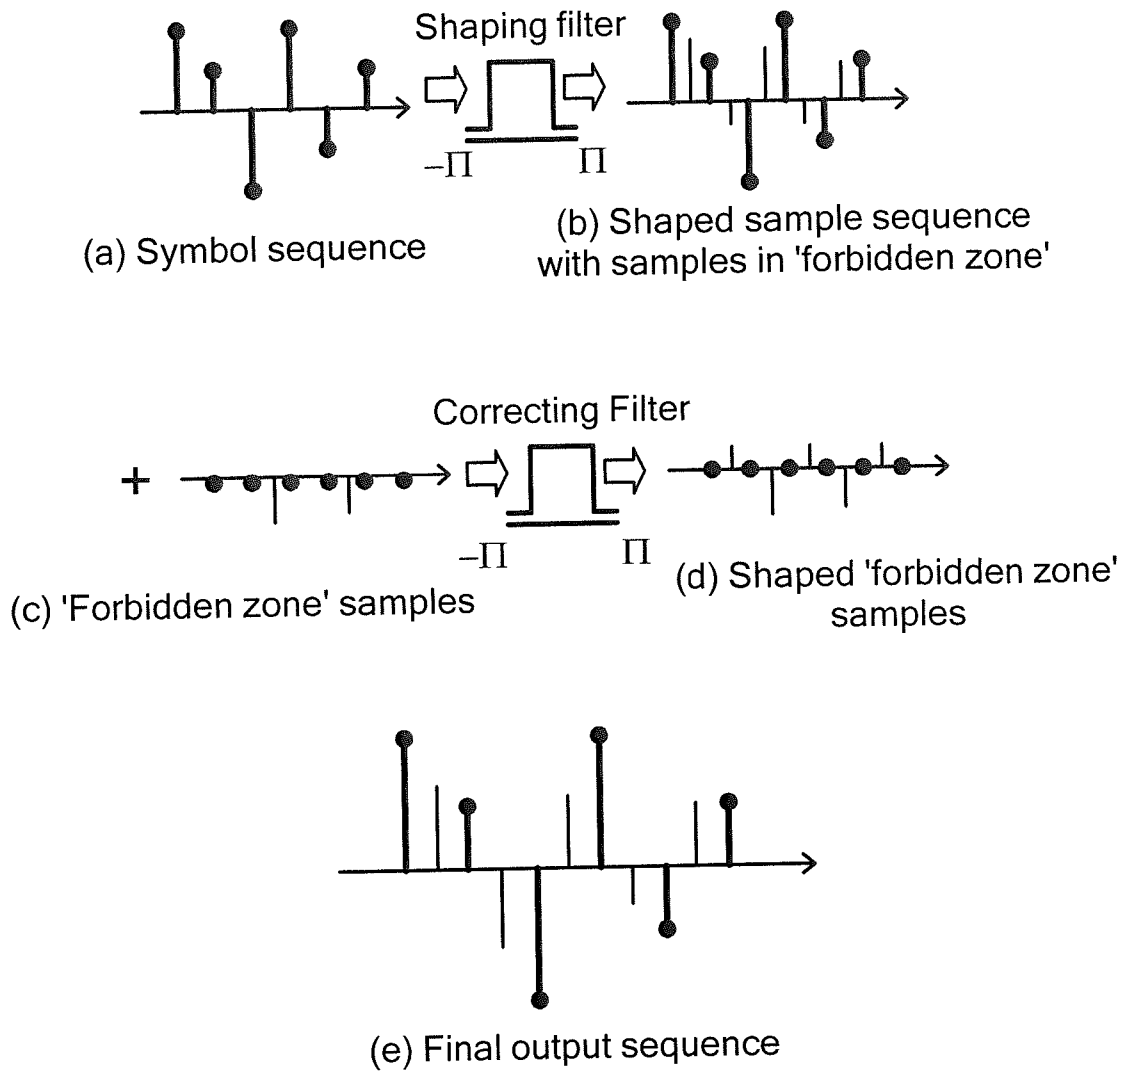 Shaping filter
–Π Π
(a) Symbol sequence
(b) Shaped sample sequence
with samples in 'forbidden zone'
Correcting Filter
+
–Π Π
(c) 'Forbidden zone' samples
(d) Shaped 'forbidden zone'
samples
(e) Final output sequence